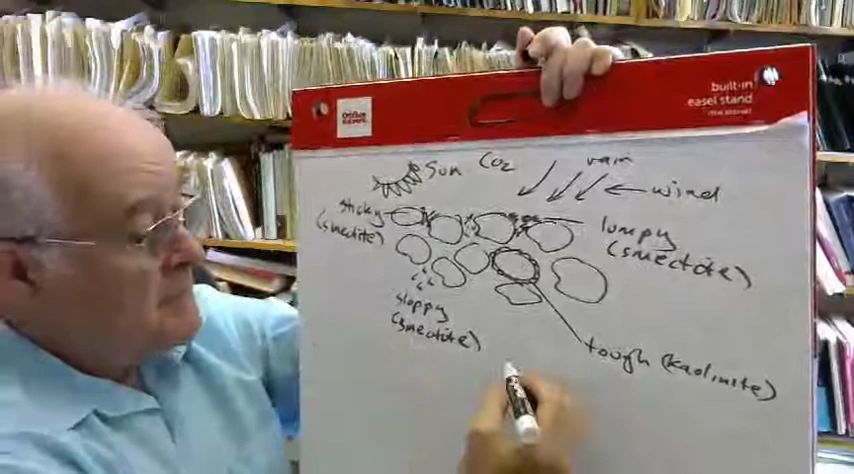 Office DEPOT
built-in
easel stand
Sun CO2 rain
wind
sticky
(smectite)
lumpy
(smectite)
sloppy
(smectite)
tough (kaolinite)